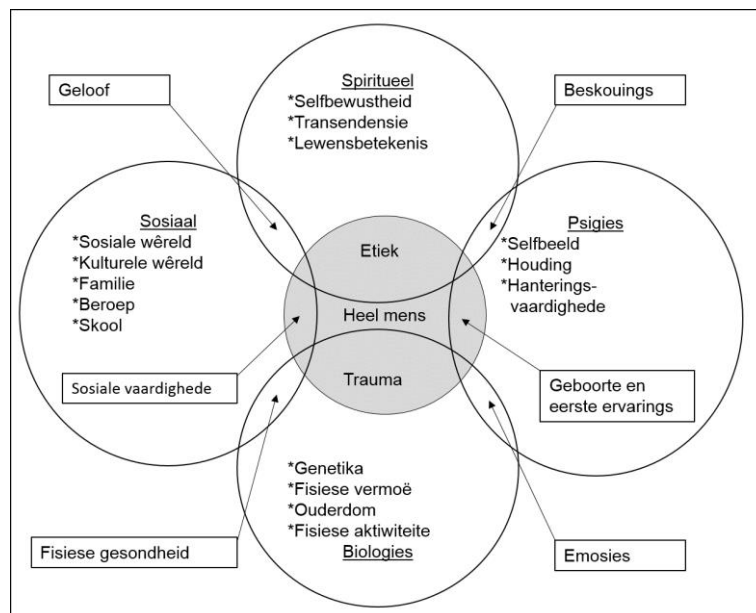 Geloof
Spiritueel
*Selfbewustheid
*Transendensie
*Lewensbetekenis
Beskouings
Sosiaal
*Sosiale wêreld
*Kulturele wêreld
*Familie
*Beroep
*Skool
Etiek
Heel mens
Trauma
Psigies
*Selfbeeld
*Houding
*Hanterings-
vaardighede
Sosiale vaardighede
Geboorte en
eerste ervarings
*Genetika
*Fisiese vermoë
*Ouderdom
*Fisiese aktiwiteite
Biologies
Fisiese gesondheid
Emosies